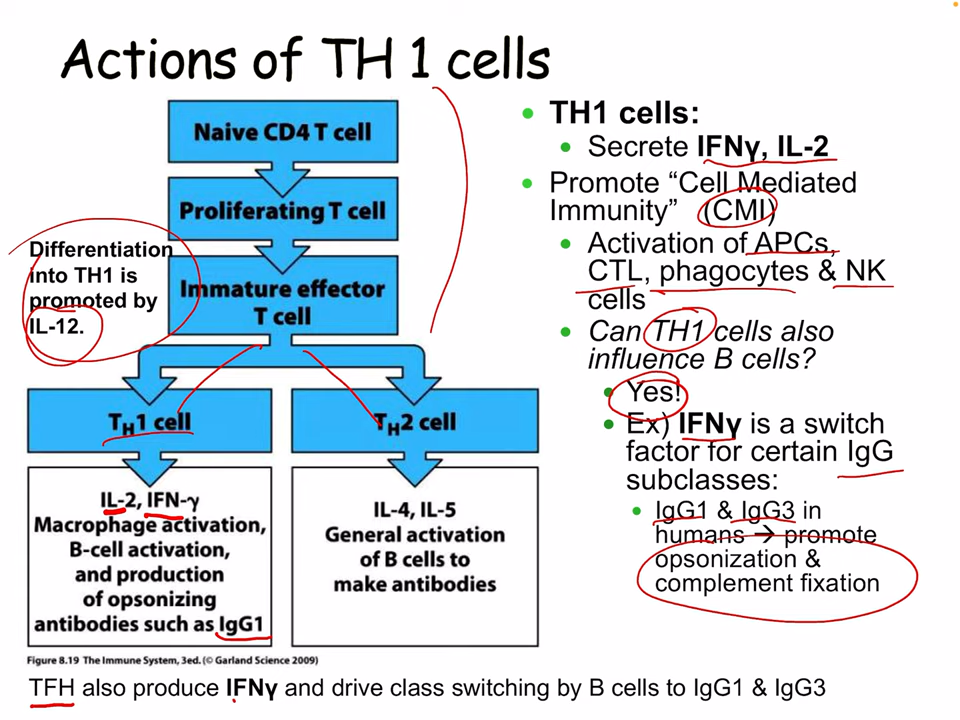 Actions of TH 1 cells
Naive CD4 T cell
Proliferating T cell
Immature effector
T cell
Differentiation
into TH1 is
promoted by
IL-12.
TH1 cell
TH2 cell
IL-2, IFN-γ
Macrophage activation,
B-cell activation,
and production
of opsonizing
antibodies such as IgG1
IL-4, IL-5
General activation
of B cells to
make antibodies
Figure 8.19 The Immune System, 3ed. (© Garland Science 2009)
• TH1 cells:
• Secrete IFNγ, IL-2
• Promote “Cell Mediated
Immunity” (CMI)
• Activation of APCs,
CTL, phagocytes & NK
cells
• Can TH1 cells also
influence B cells?
• Yes!
• Ex) IFNγ is a switch
factor for certain IgG
subclasses:
• IgG1 & IgG3 in
humans → promote
opsonization &
complement fixation
TFH also produce IFNγ and drive class switching by B cells to IgG1 & IgG3